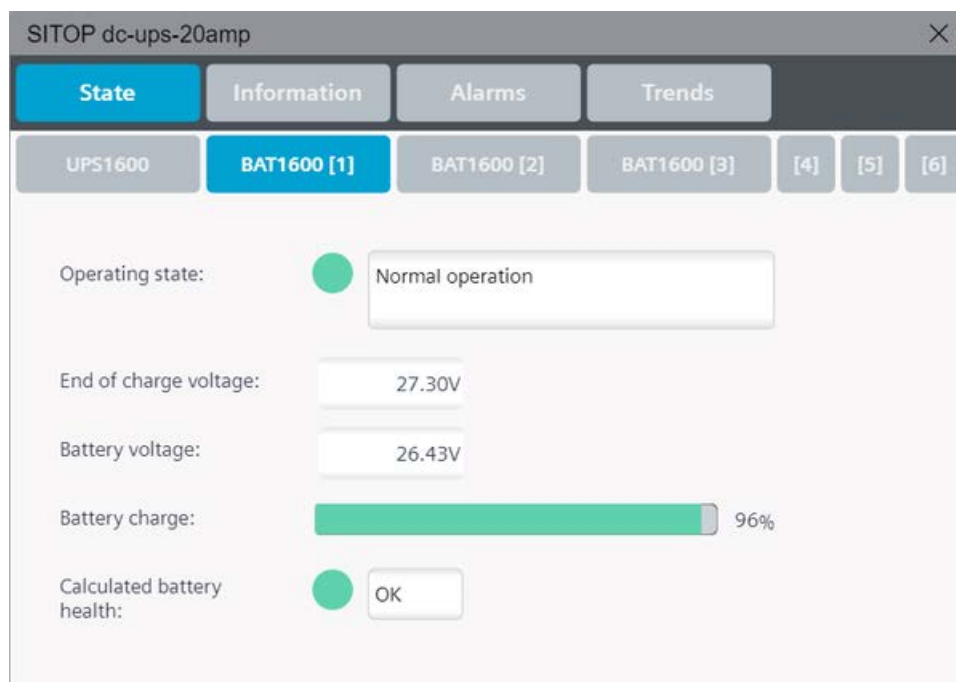 SITOP dc-ups-20amp
State Information Alarms Trends
UPS1600 BAT1600 [1] BAT1600 [2] BAT1600 [3] [4] [5] [6]
Operating state: Normal operation
End of charge voltage: 27.30V
Battery voltage: 26.43V
Battery charge: 96%
Calculated battery
health: OK